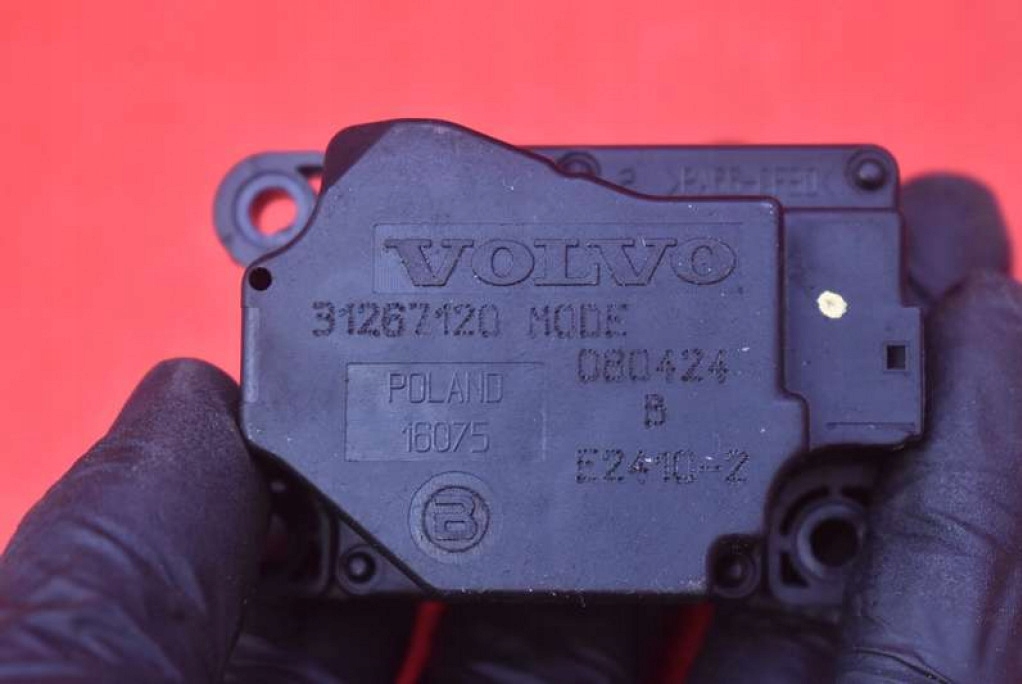 VOLVO
31267120 MODE
080424
POLAND
16075
B
E2410-2
B